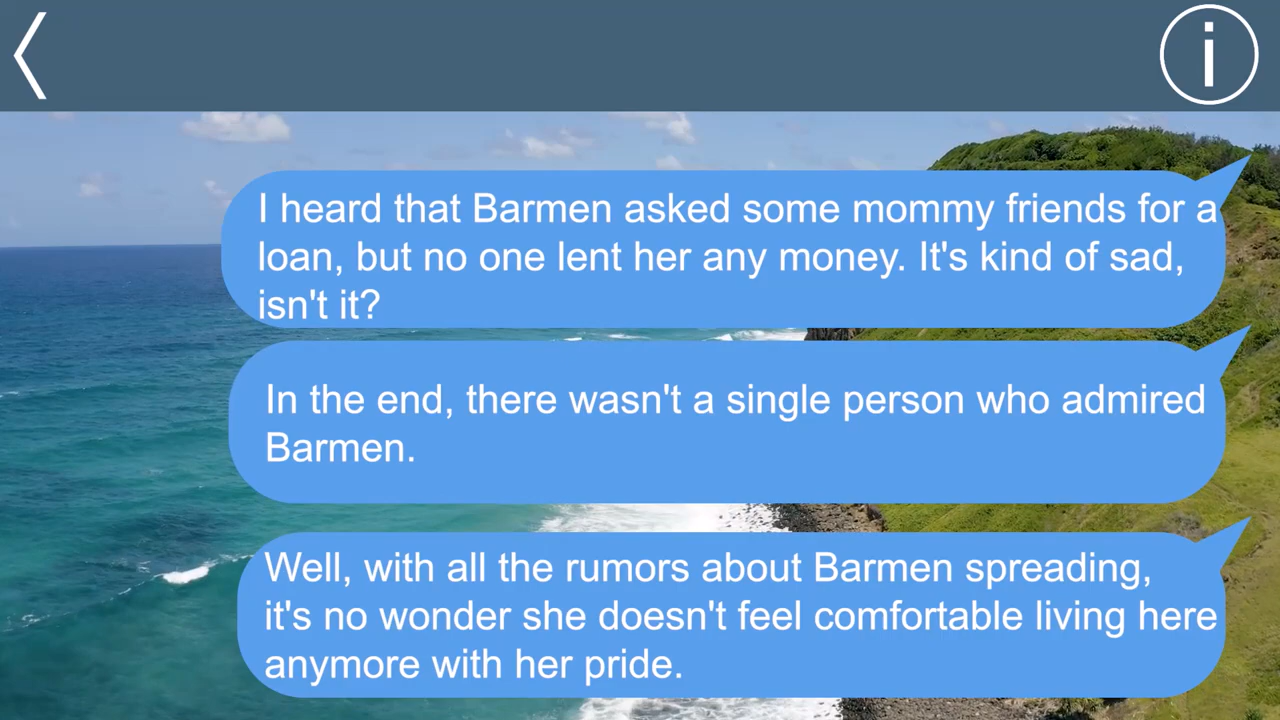 I heard that Barmen asked some mommy friends for a
loan, but no one lent her any money. It's kind of sad,
isn't it?
In the end, there wasn't a single person who admired
Barmen.
Well, with all the rumors about Barmen spreading,
it's no wonder she doesn't feel comfortable living here
anymore with her pride.